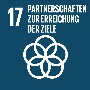 17 PARTNERSCHAFTEN
ZUR ERREICHUNG
DER ZIELE